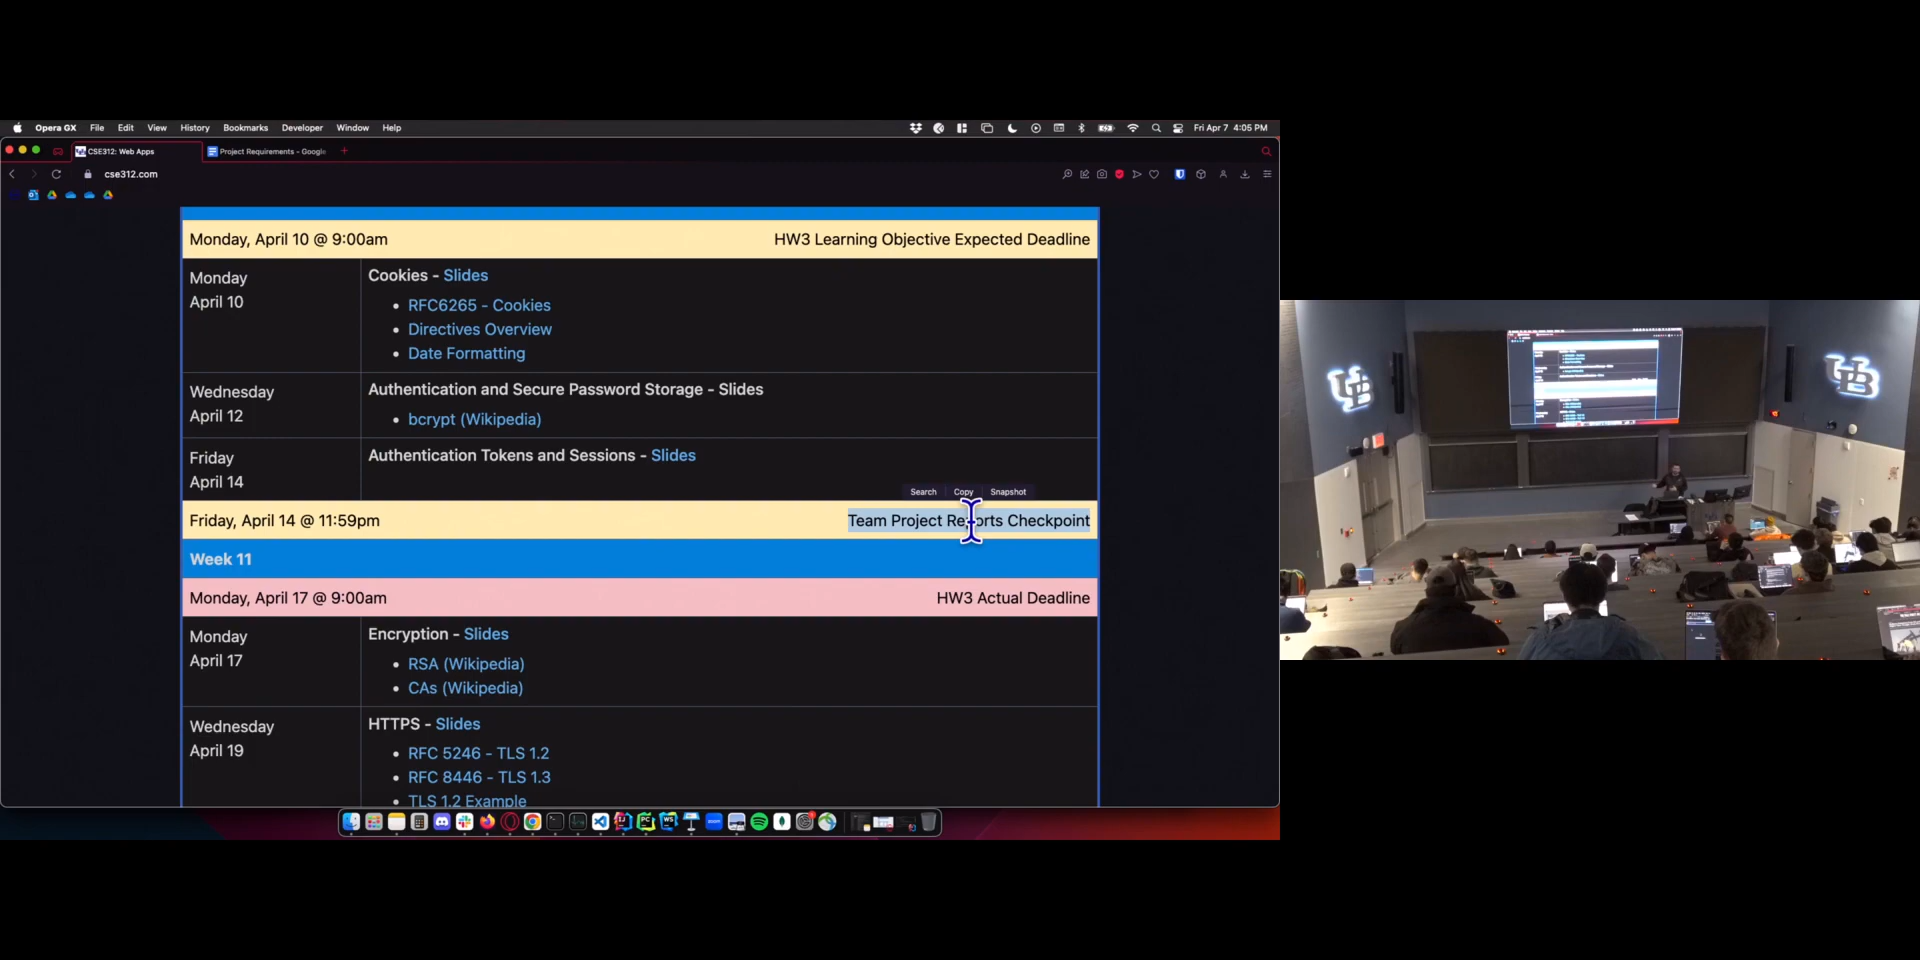 Opera GX File Edit View History Bookmarks Developer Window Help Fri Apr 7 4:05 PM
CSE312: Web Apps Project Requirements - Google
cse312.com
Monday, April 10 @ 9:00am HW3 Learning Objective Expected Deadline
Monday
April 10
Cookies - Slides
RFC6265 - Cookies
Directives Overview
Date Formatting
Wednesday
April 12
Authentication and Secure Password Storage - Slides
bcrypt (Wikipedia)
Friday
April 14
Authentication Tokens and Sessions - Slides
Search Copy Snapshot
Friday, April 14 @ 11:59pm Team Project Reports Checkpoint
Week 11
Monday, April 17 @ 9:00am HW3 Actual Deadline
Monday
April 17
Encryption - Slides
RSA (Wikipedia)
CAs (Wikipedia)
Wednesday
April 19
HTTPS - Slides
RFC 5246 - TLS 1.2
RFC 8446 - TLS 1.3
TLS 1.2 Example
UB
UB